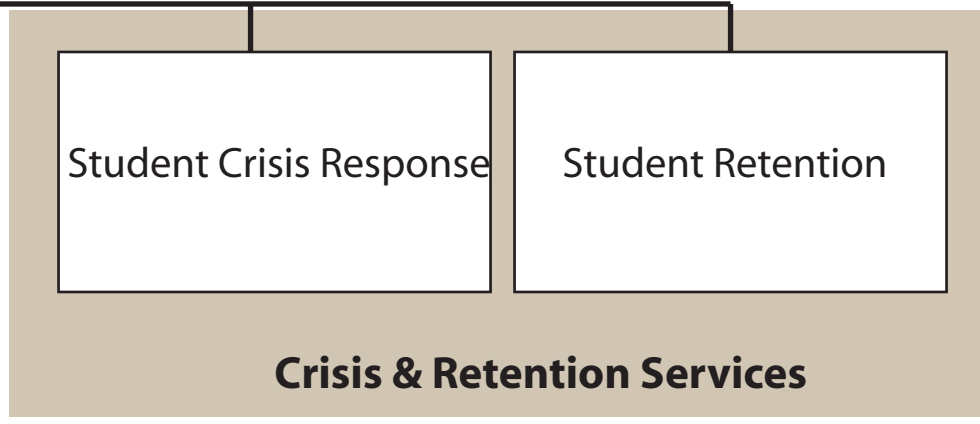 Student Crisis Response
Student Retention
Crisis & Retention Services